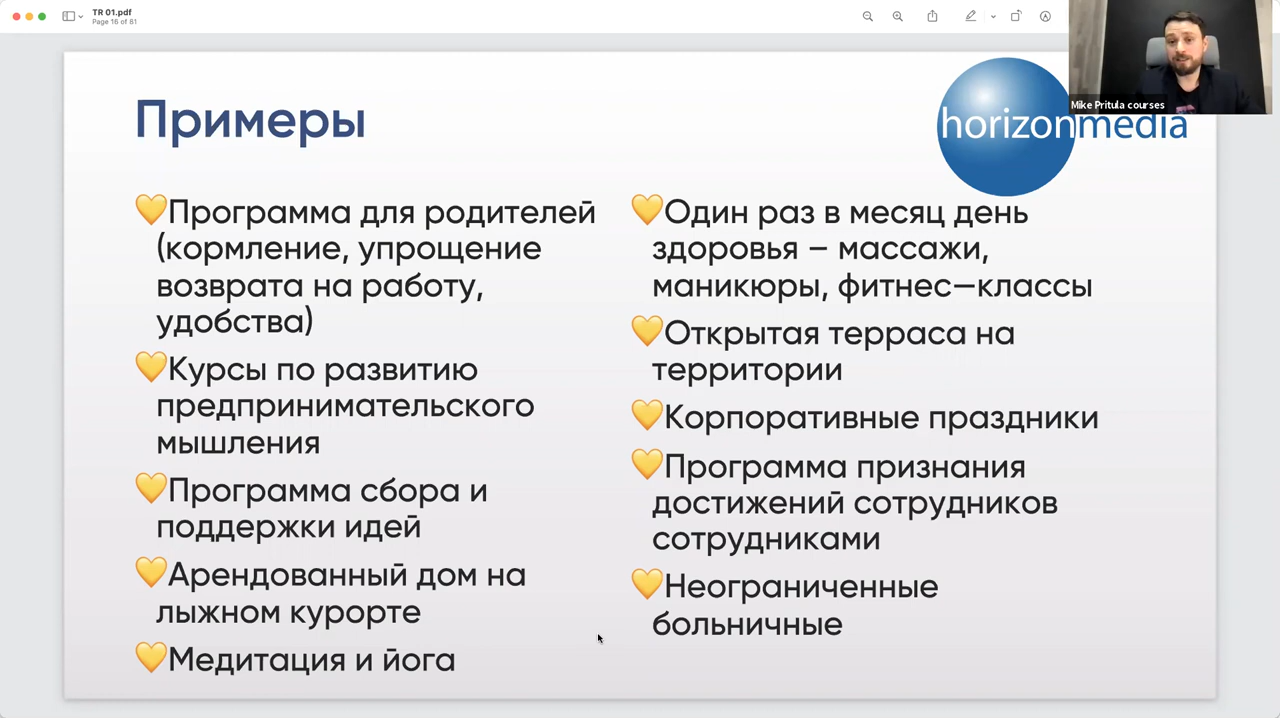 TR 01.pdf
Page 16 of 81
Mike Pritula courses
Примеры
horizonmedia
💛Программа для родителей
(кормление, упрощение
возврата на работу,
удобства)
💛Курсы по развитию
предпринимательского
мышления
💛Программа сбора и
поддержки идей
💛Арендованный дом на
лыжном курорте
💛Медитация и йога
💛Один раз в месяц день
здоровья – массажи,
маникюры, фитнес—классы
💛Открытая терраса на
территории
💛Корпоративные праздники
💛Программа признания
достижений сотрудников
сотрудниками
💛Неограниченные
больничные